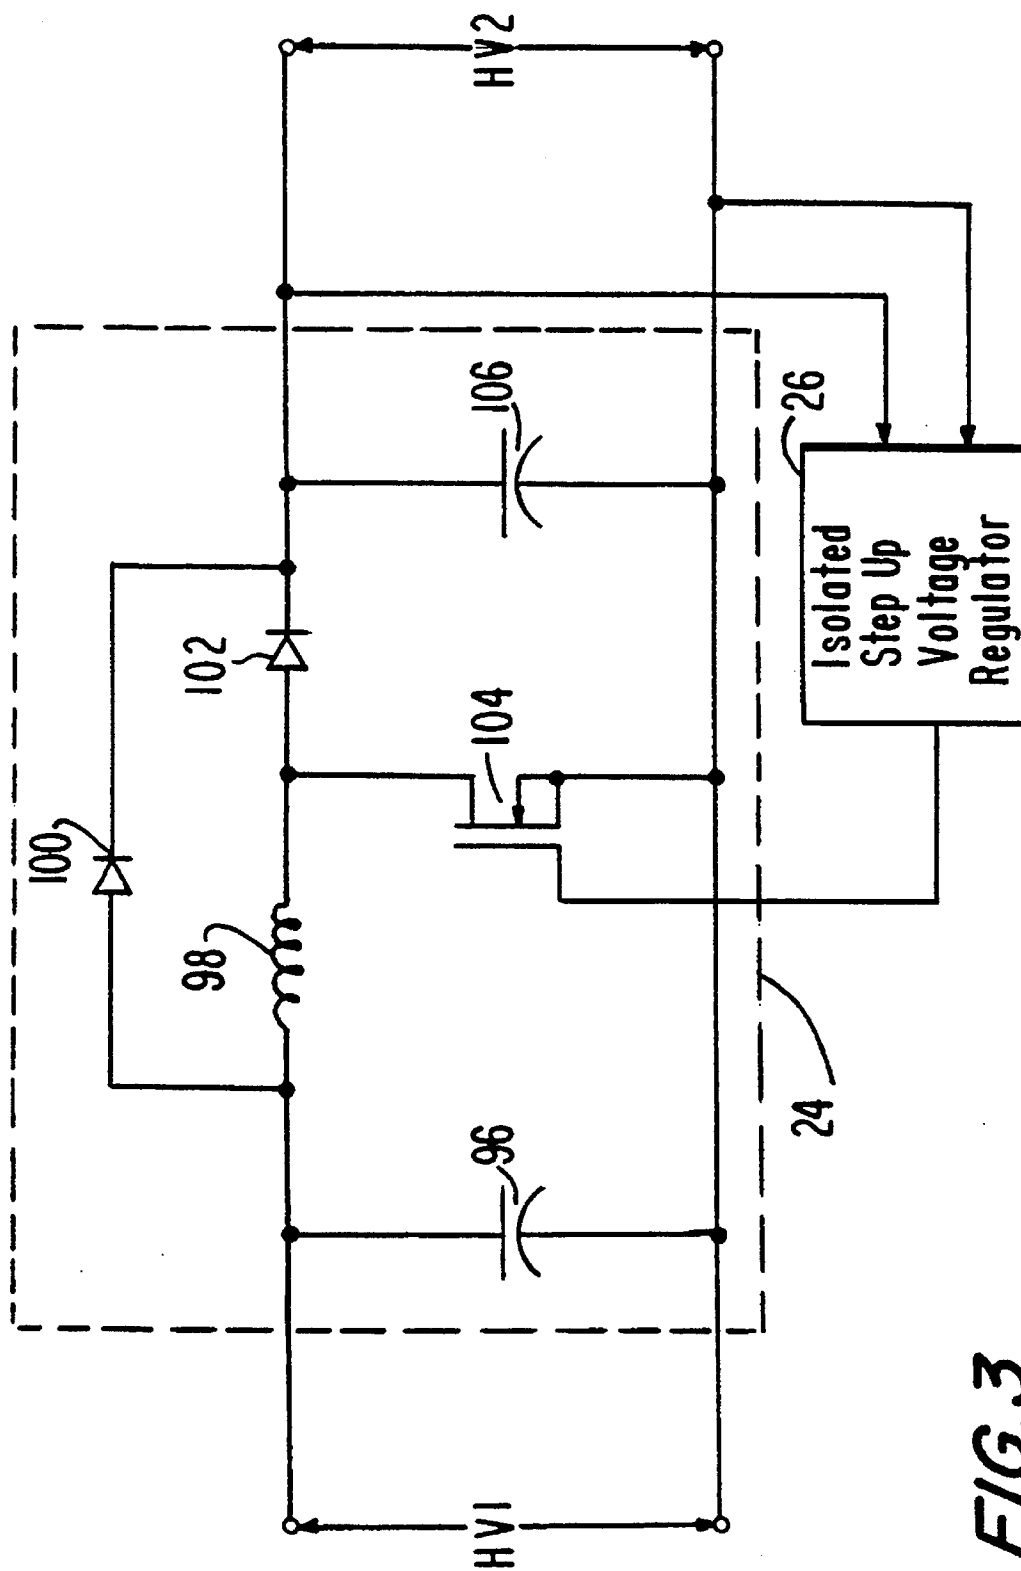 100
98
102
HV1
96
104
106
HV2
24
26
Isolated
Step Up
Voltage
Regulator
FIG. 3